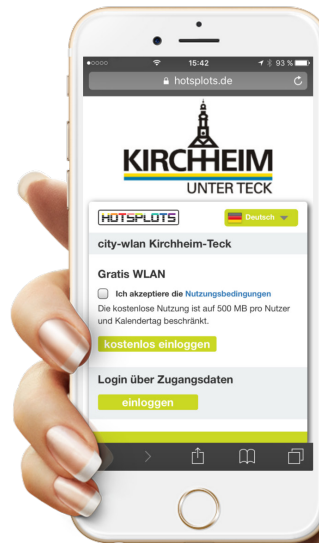 15:42
93 %
hotsplots.de
KIRCHHEIM
UNTER TECK
HOTSPLOTS
Deutsch
city-wlan Kirchheim-Teck
Gratis WLAN
Ich akzeptiere die Nutzungsbedingungen
Die kostenlose Nutzung ist auf 500 MB pro Nutzer
und Kalendertag beschränkt.
kostenlos einloggen
Login über Zugangsdaten
einloggen